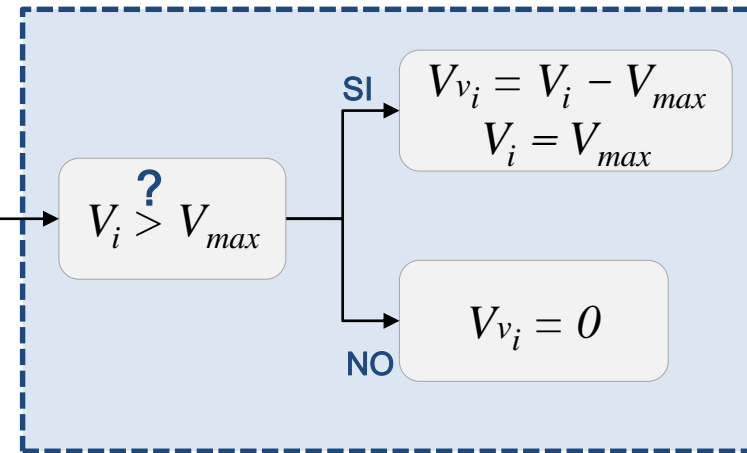 SI
Vv_i = V_i − V_max
V_i = V_max
?
V_i > V_max
Vv_i = 0
NO